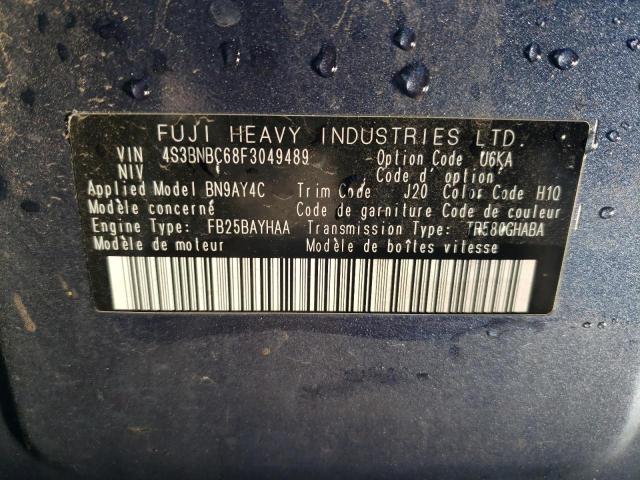 FUJI HEAVY INDUSTRIES LTD.
VIN 4S3BNBC68F3049489 Option Code U6KA
NIV Code d'option
Applied Model BN9AY4C Trim Code J20 Color Code H1Q
Modèle concerné Code de garniture Code de couleur
Engine Type: FB25BAYHAA Transmission Type: TR580GHABA
Modèle de moteur Modèle de boîtes vitesse